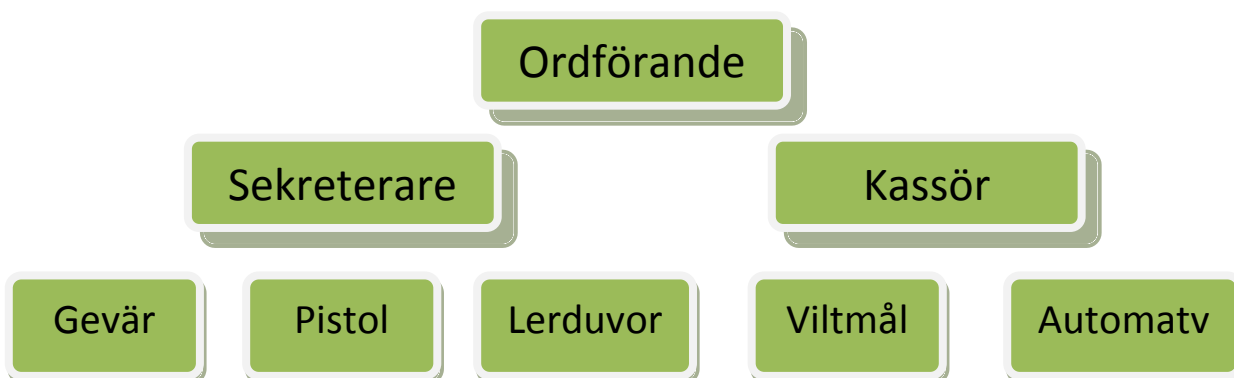 Ordförande
Sekreterare
Kassör
Gevär
Pistol
Lerduvor
Viltmål
Automatv